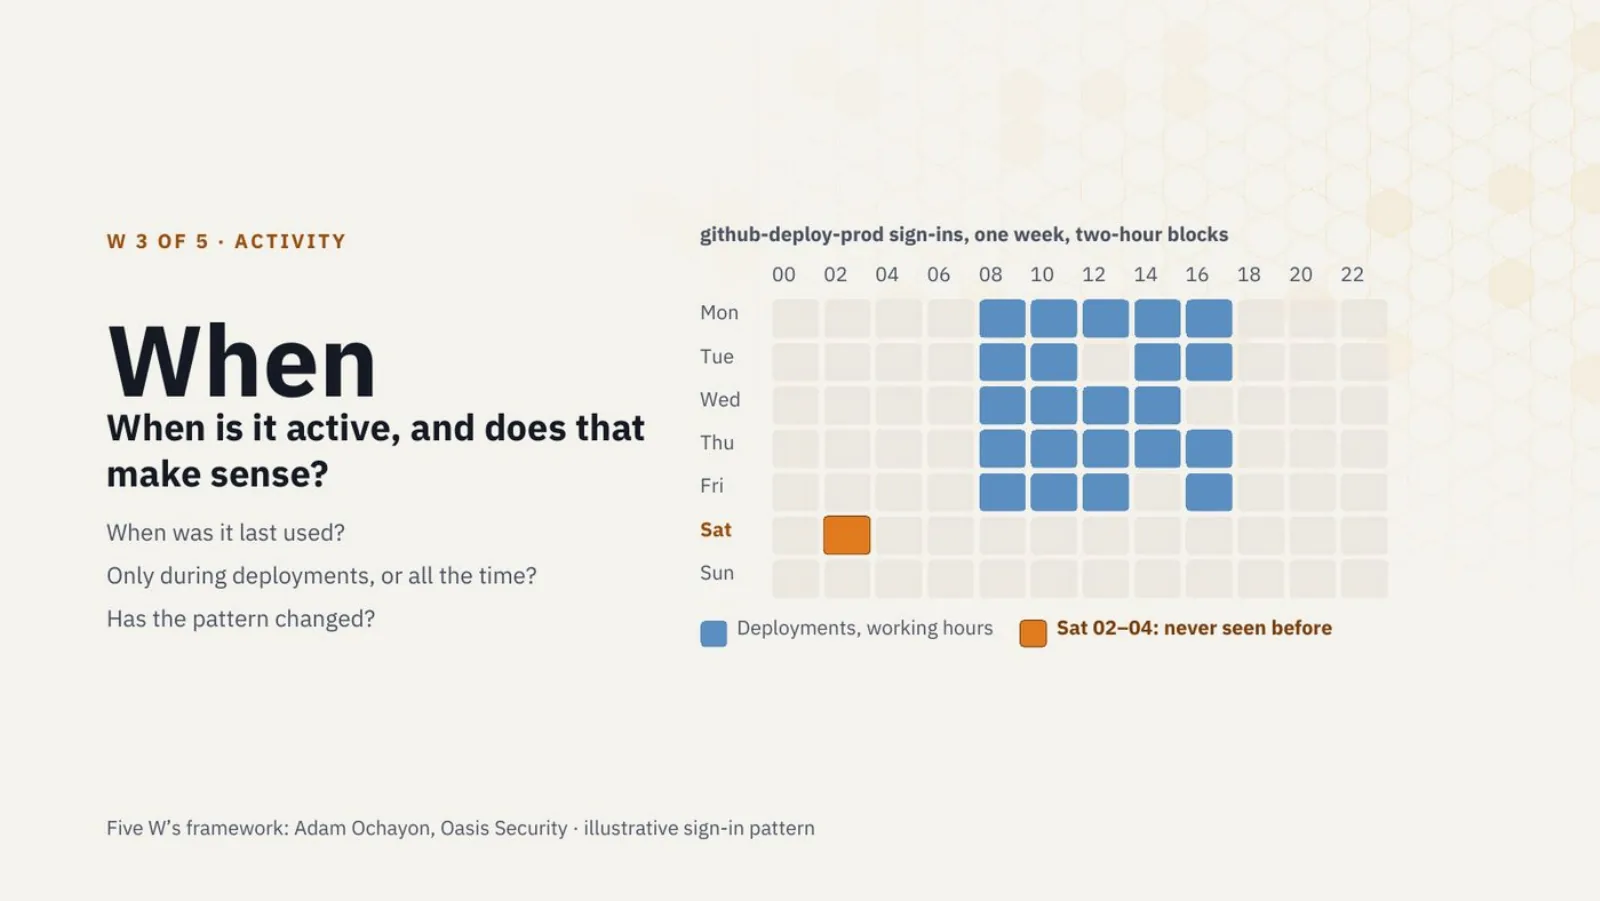 W 3 OF 5 · ACTIVITY
When
When is it active, and does that
make sense?
When was it last used?
Only during deployments, or all the time?
Has the pattern changed?
github-deploy-prod sign-ins, one week, two-hour blocks
00 02 04 06 08 10 12 14 16 18 20 22
Mon
Tue
Wed
Thu
Fri
Sat
Sun
Deployments, working hours
Sat 02–04: never seen before
Five W’s framework: Adam Ochayon, Oasis Security · illustrative sign-in pattern